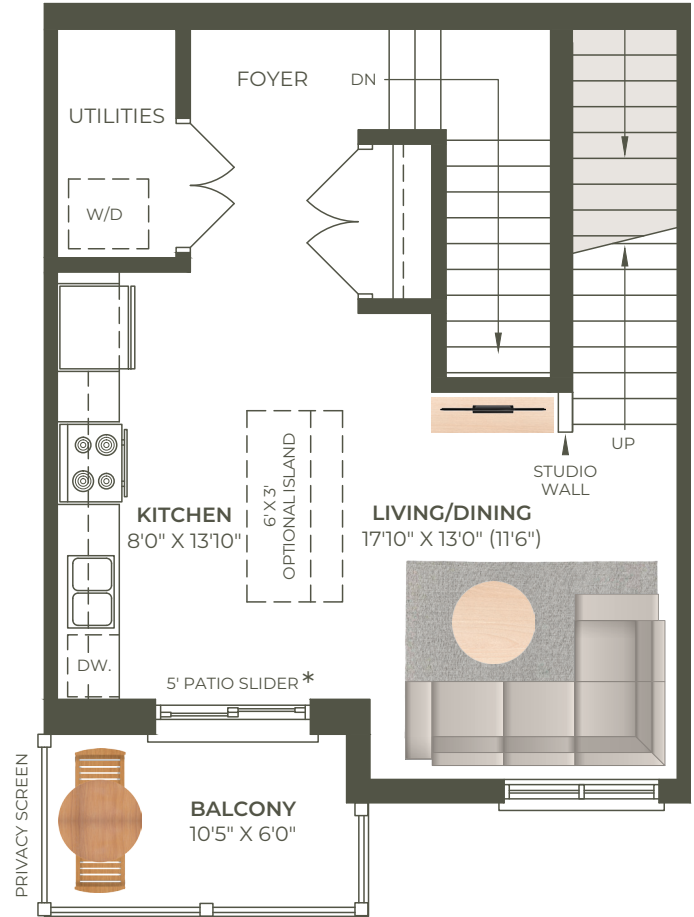 FOYER
DN
UTILITIES
W/D
6' X 3'
OPTIONAL ISLAND
UP
STUDIO
WALL
KITCHEN
8'0" X 13'10"
LIVING/DINING
17'10" X 13'0" (11'6")
DW.
5' PATIO SLIDER*
PRIVACY SCREEN
BALCONY
10'5" X 6'0"